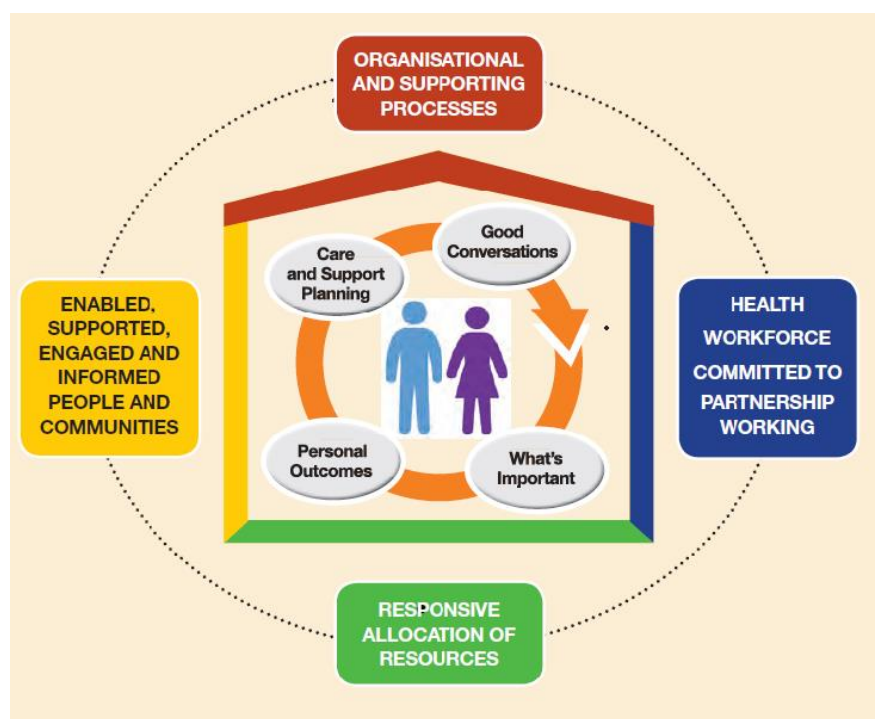 ORGANISATIONAL
AND SUPPORTING
PROCESSES
Good
Conversations
Care
and Support
Planning
ENABLED,
SUPPORTED,
ENGAGED AND
INFORMED
PEOPLE AND
COMMUNITIES
HEALTH
WORKFORCE
COMMITTED TO
PARTNERSHIP
WORKING
Personal
Outcomes
What's
Important
RESPONSIVE
ALLOCATION OF
RESOURCES